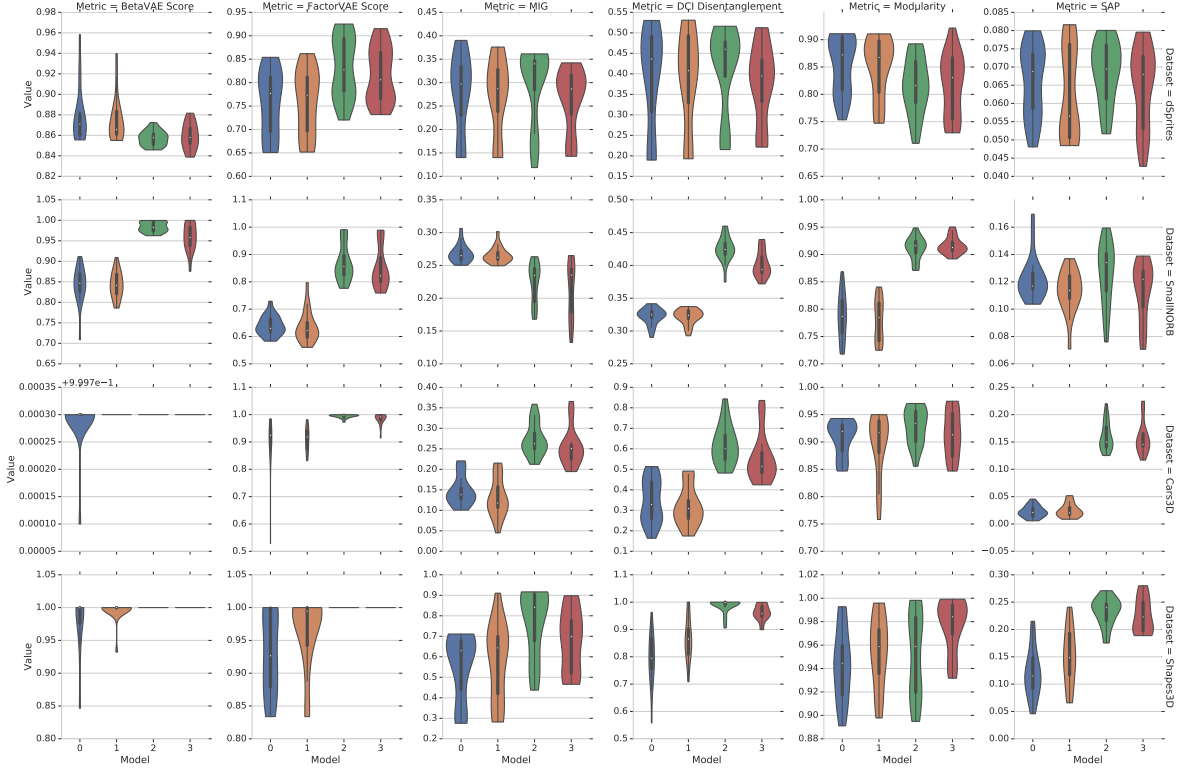 Metric = BetaVAE Score
Metric = FactorVAE Score
Metric = MIG
Metric = DCI Disentanglement
Metric = Modularity
Metric = SAP
0.98 0.96 0.94 0.92 0.90 0.88 0.86 0.84 0.82
Value
0.95 0.90 0.85 0.80 0.75 0.70 0.65 0.60
0.45 0.40 0.35 0.30 0.25 0.20 0.15 0.10
0.55 0.50 0.45 0.40 0.35 0.30 0.25 0.20 0.15
0.95 0.90 0.85 0.80 0.75 0.70 0.65
0.085 0.080 0.075 0.070 0.065 0.060 0.055 0.050 0.045 0.040
Dataset = dSprites
1.05 1.00 0.95 0.90 0.85 0.80 0.75 0.70 0.65
Value
1.1 1.0 0.9 0.8 0.7 0.6 0.5
0.35 0.30 0.25 0.20 0.15 0.10
0.50 0.45 0.40 0.35 0.30 0.25
1.00 0.95 0.90 0.85 0.80 0.75 0.70
0.16 0.14 0.12 0.10 0.08 0.06
Dataset = SmallNORB
+9.997e−1
0.00035 0.00030 0.00025 0.00020 0.00015 0.00010 0.00005
Value
1.1 1.0 0.9 0.8 0.7 0.6 0.5
0.40 0.35 0.30 0.25 0.20 0.15 0.10 0.05 0.00
0.9 0.8 0.7 0.6 0.5 0.4 0.3 0.2 0.1
1.00 0.95 0.90 0.85 0.80 0.75 0.70
0.25 0.20 0.15 0.10 0.05 0.00 −0.05
Dataset = Cars3D
1.05 1.00 0.95 0.90 0.85 0.80
Value
1.05 1.00 0.95 0.90 0.85 0.80
1.0 0.9 0.8 0.7 0.6 0.5 0.4 0.3 0.2
1.1 1.0 0.9 0.8 0.7 0.6 0.5
1.02 1.00 0.98 0.96 0.94 0.92 0.90 0.88
0.30 0.25 0.20 0.15 0.10 0.05 0.00
Dataset = Shapes3D
0 1 2 3
Model
0 1 2 3
Model
0 1 2 3
Model
0 1 2 3
Model
0 1 2 3
Model
0 1 2 3
Model